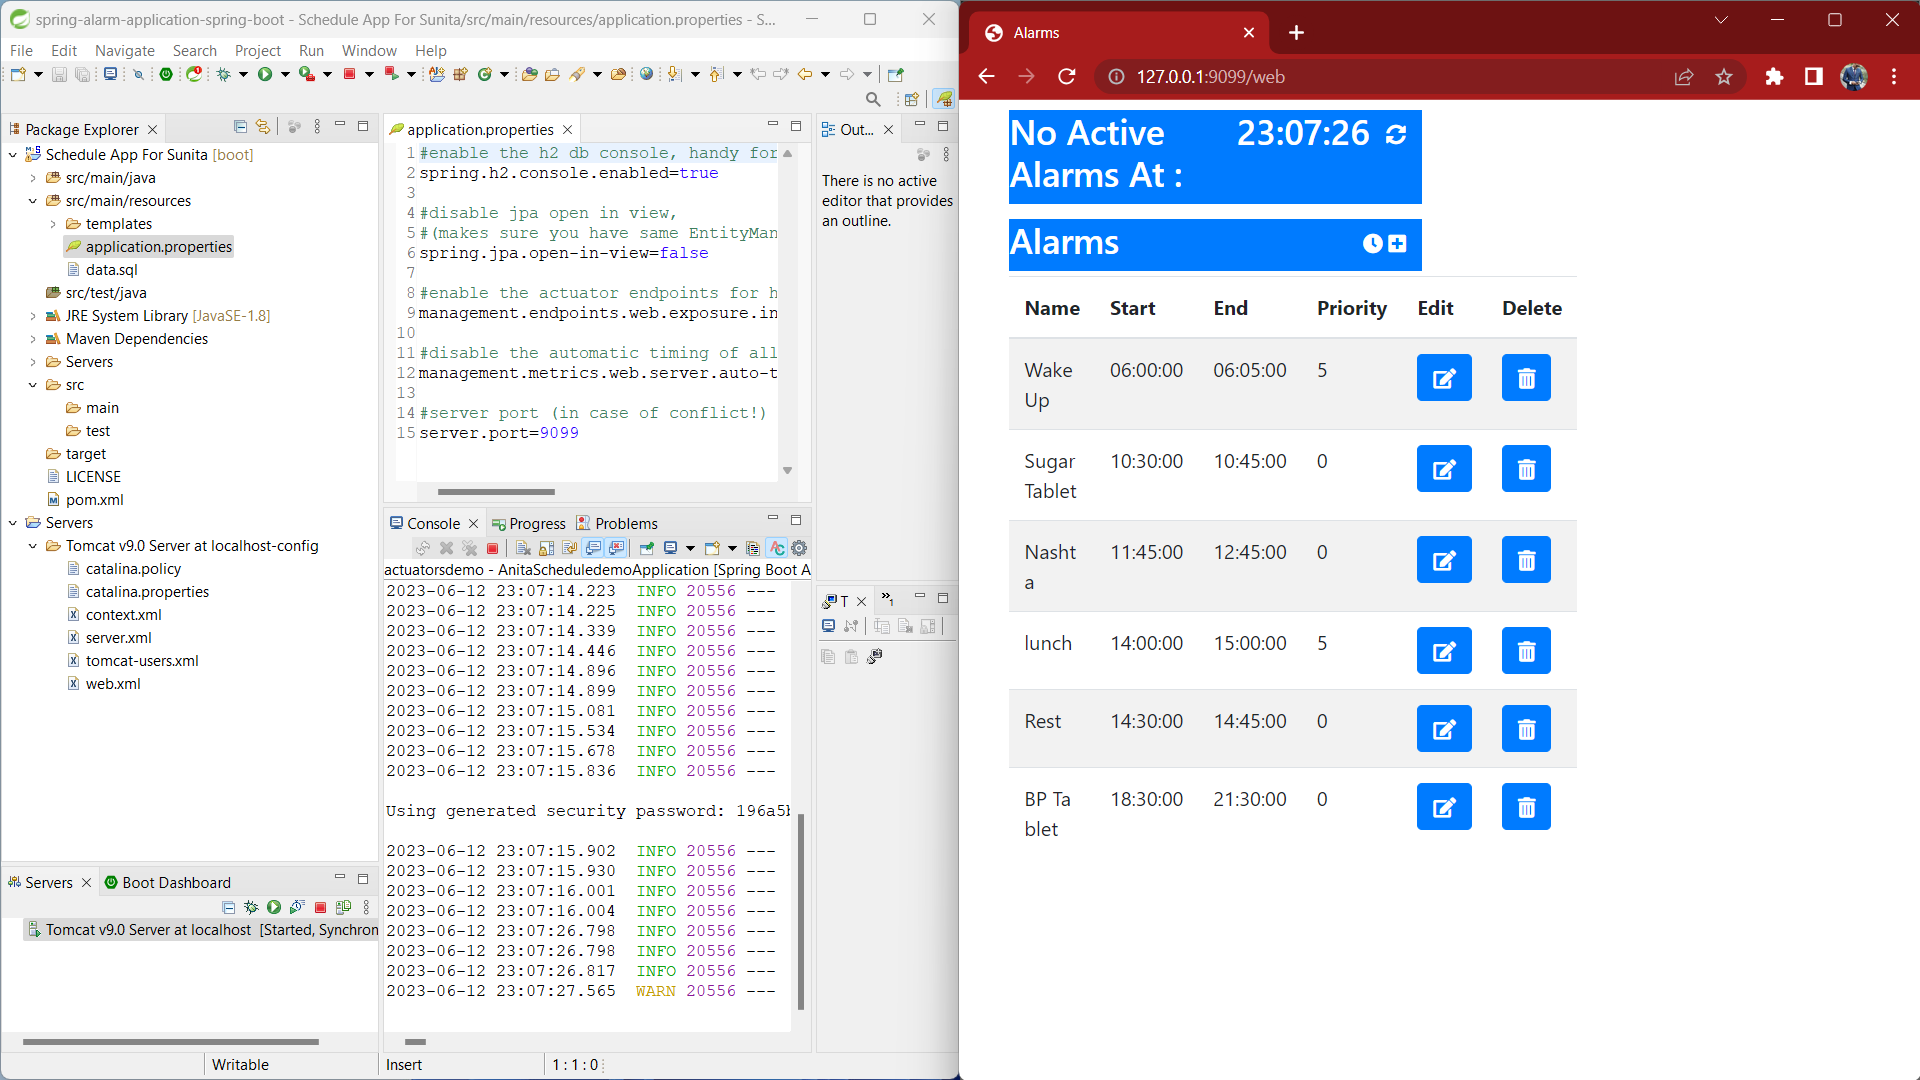 spring-alarm-application-spring-boot - Schedule App For Sunita/src/main/resources/application.properties - S...
File Edit Navigate Search Project Run Window Help
Package Explorer
Schedule App For Sunita [boot]
src/main/java
src/main/resources
templates
application.properties
data.sql
src/test/java
JRE System Library [JavaSE-1.8]
Maven Dependencies
Servers
src
main
test
target
LICENSE
pom.xml
Servers
Tomcat v9.0 Server at localhost-config
catalina.policy
catalina.properties
context.xml
server.xml
tomcat-users.xml
web.xml
Servers
Boot Dashboard
Tomcat v9.0 Server at localhost [Started, Synchron
application.properties
1 #enable the h2 db console, handy for
2 spring.h2.console.enabled=true
3
4 #disable jpa open in view,
5 #(makes sure you have same EntityMan
6 spring.jpa.open-in-view=false
7
8 #enable the actuator endpoints for h
9 management.endpoints.web.exposure.in
10
11 #disable the automatic timing of all
12 management.metrics.web.server.auto-t
13
14 #server port (in case of conflict!)
15 server.port=9099
Out...
There is no active
editor that provides
an outline.
Console Progress Problems
actuatorsdemo - AnitaScheduledemoApplication [Spring Boot A
2023-06-12 23:07:14.223 INFO 20556 ---
2023-06-12 23:07:14.225 INFO 20556 ---
2023-06-12 23:07:14.339 INFO 20556 ---
2023-06-12 23:07:14.446 INFO 20556 ---
2023-06-12 23:07:14.896 INFO 20556 ---
2023-06-12 23:07:14.899 INFO 20556 ---
2023-06-12 23:07:15.081 INFO 20556 ---
2023-06-12 23:07:15.534 INFO 20556 ---
2023-06-12 23:07:15.678 INFO 20556 ---
2023-06-12 23:07:15.836 INFO 20556 ---
Using generated security password: 196a5b
2023-06-12 23:07:15.902 INFO 20556 ---
2023-06-12 23:07:15.930 INFO 20556 ---
2023-06-12 23:07:16.001 INFO 20556 ---
2023-06-12 23:07:16.004 INFO 20556 ---
2023-06-12 23:07:26.798 INFO 20556 ---
2023-06-12 23:07:26.798 INFO 20556 ---
2023-06-12 23:07:26.817 INFO 20556 ---
2023-06-12 23:07:27.565 WARN 20556 ---
T
»1
Writable
Insert
1 : 1 : 0
Alarms
127.0.0.1:9099/web
No Active 23:07:26
Alarms At :
Alarms
Name Start End Priority Edit Delete
Wake 06:00:00 06:05:00 5
Up
Sugar 10:30:00 10:45:00 0
Tablet
Nasht 11:45:00 12:45:00 0
a
lunch 14:00:00 15:00:00 5
Rest 14:30:00 14:45:00 0
BP Ta 18:30:00 21:30:00 0
blet